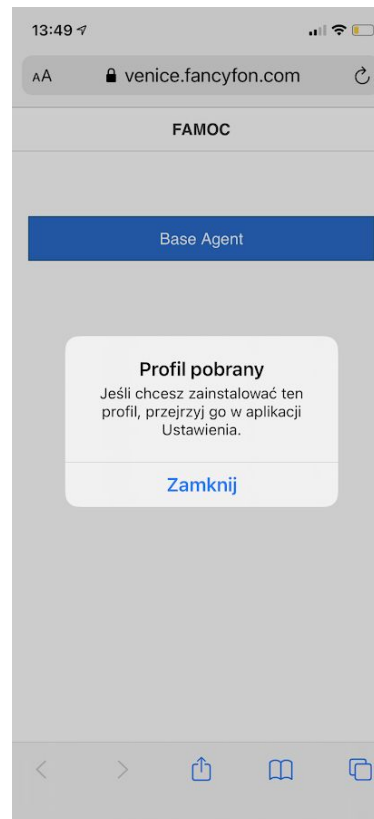 13:49
AA venice.fancyfon.com
FAMOC
Base Agent
Profil pobrany
Jeśli chcesz zainstalować ten
profil, przejrzyj go w aplikacji
Ustawienia.
Zamknij